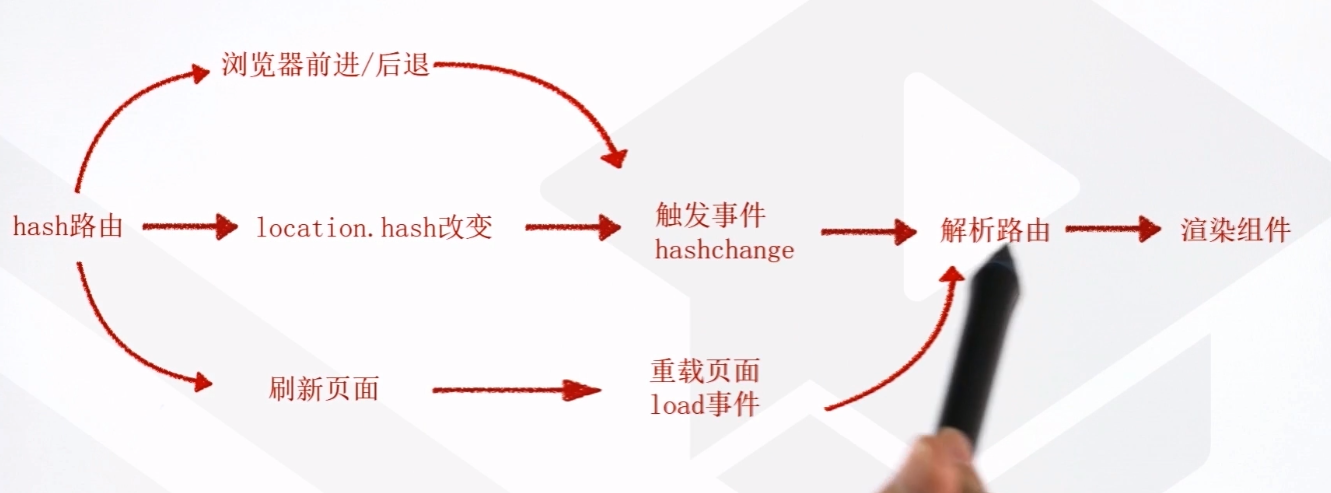 浏览器前进/后退
hash路由
location.hash改变
触发事件
hashchange
解析路由
渲染组件
刷新页面
重载页面
load事件